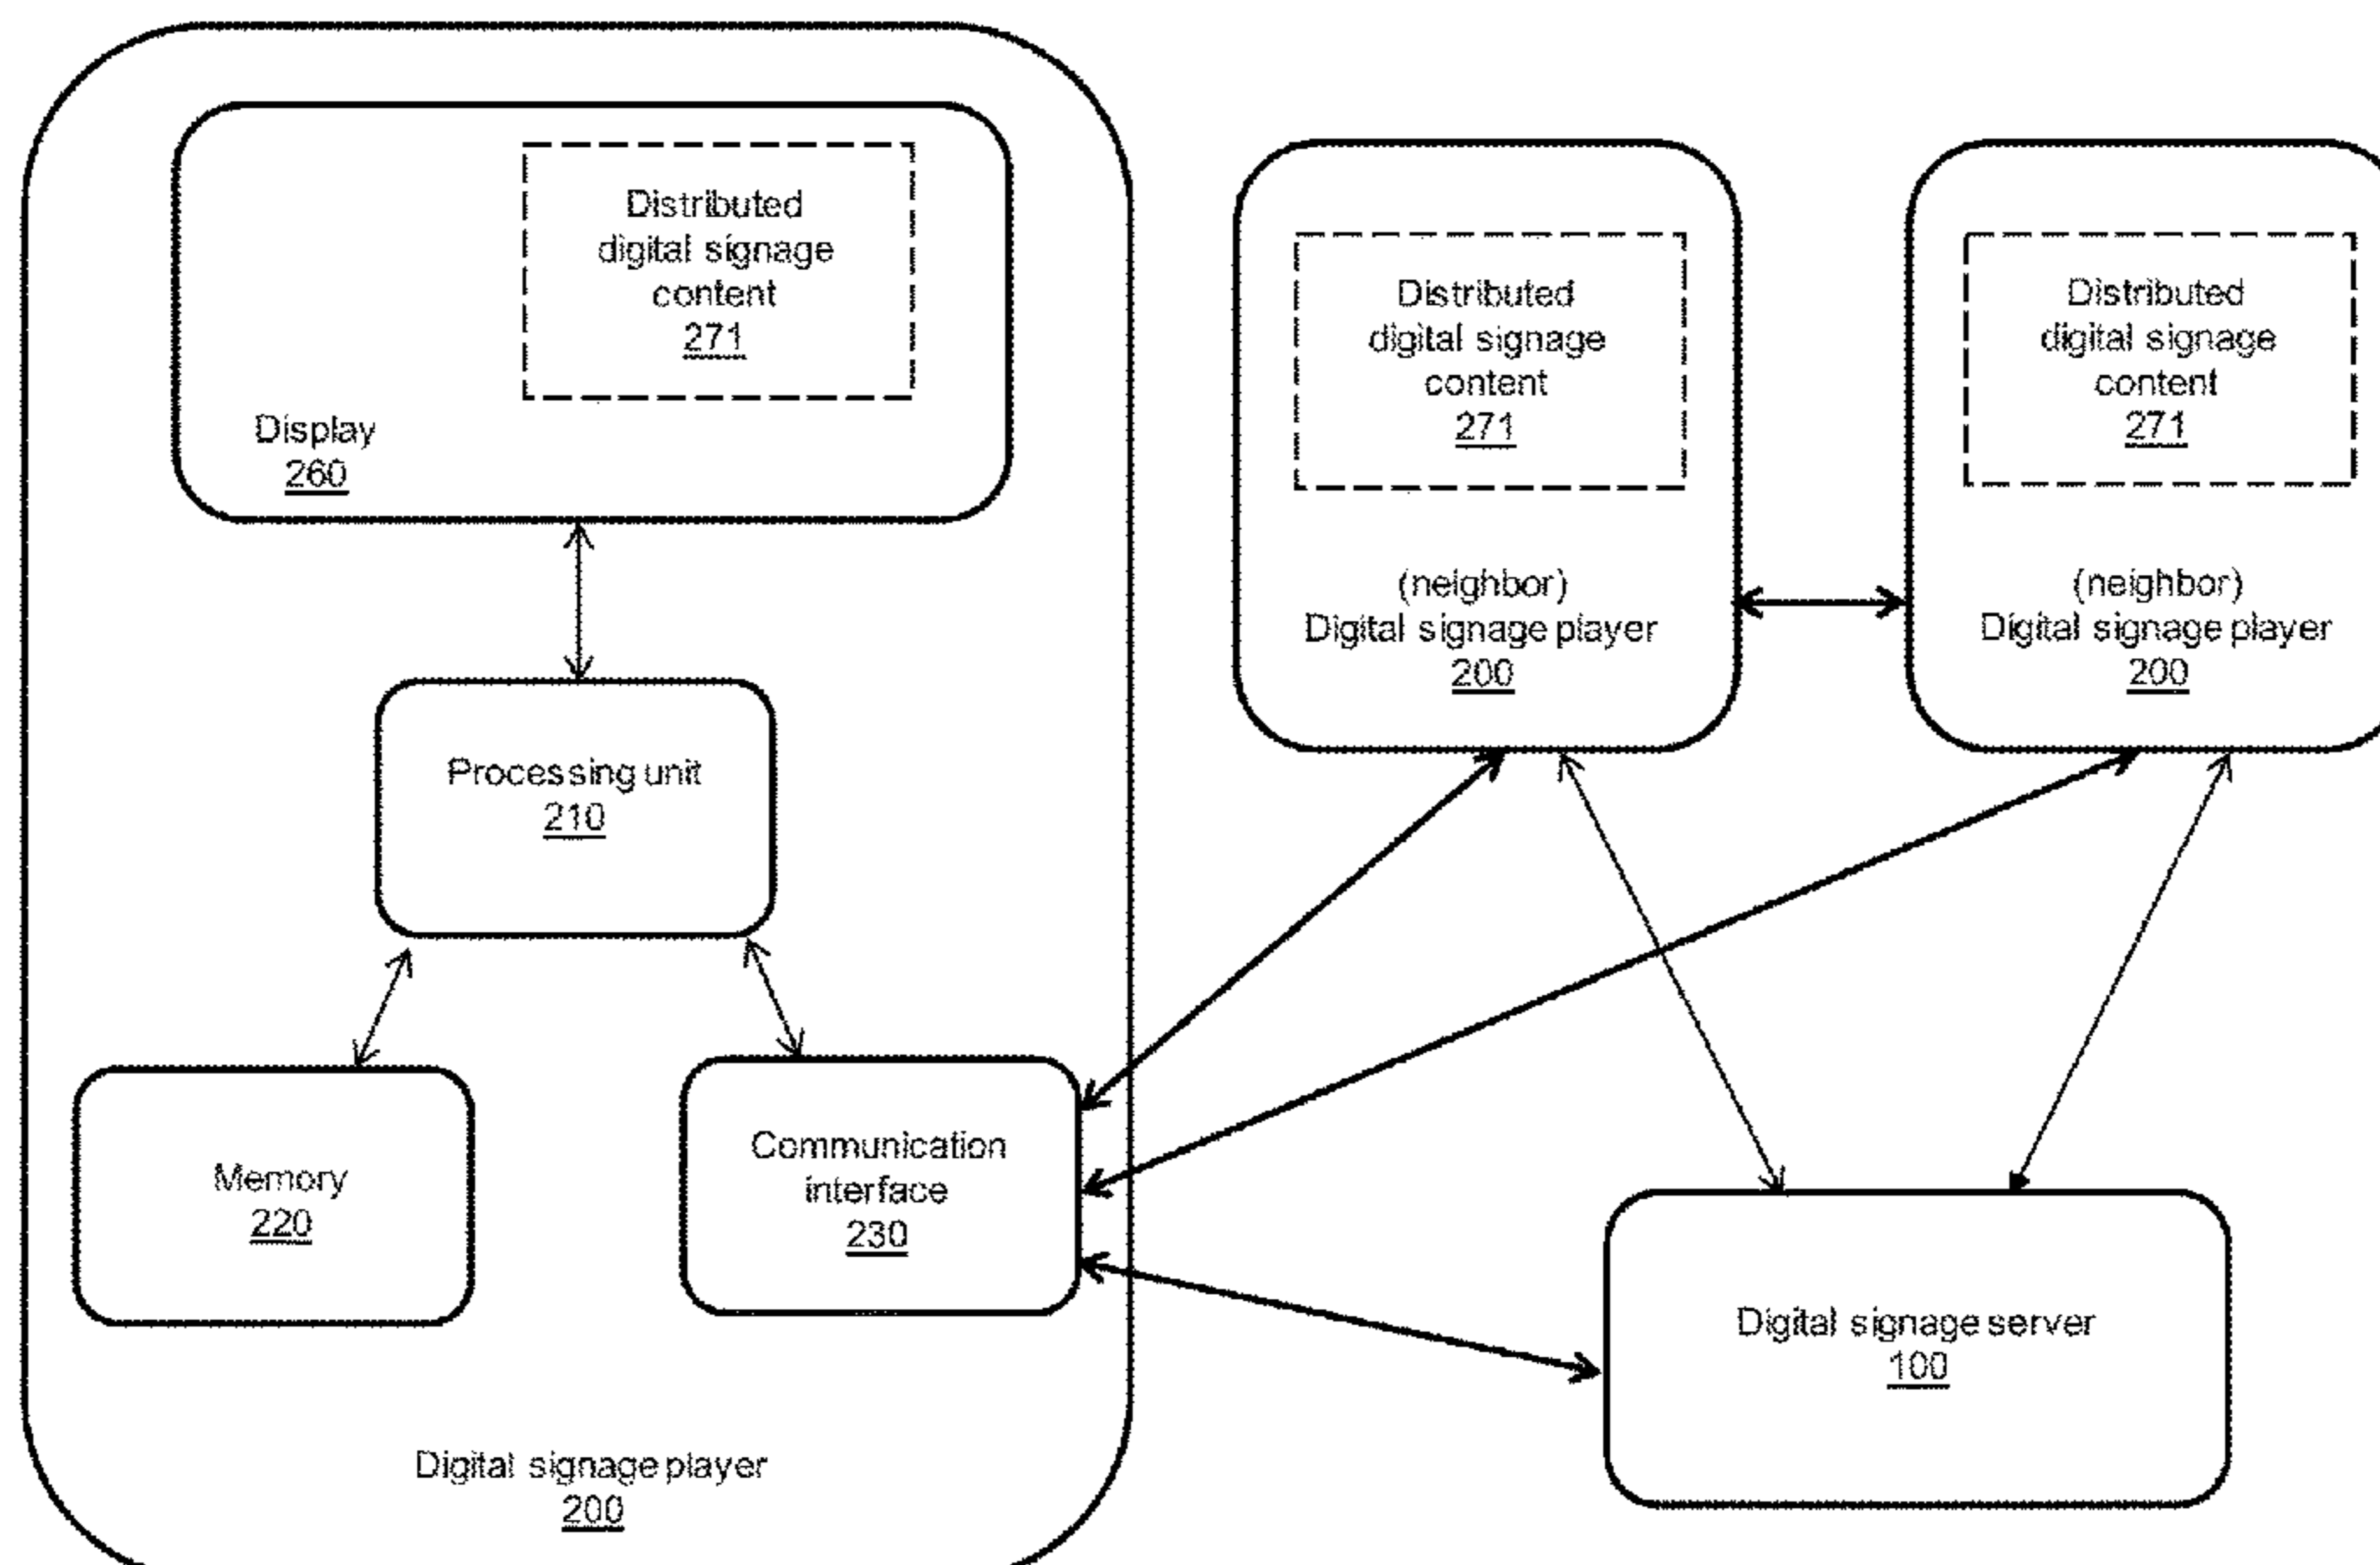 Distributed
digital signage
content
271
Display
260
Processing unit
210
Memory
220
Communication
interface
230
Digital signage player
200
Distributed
digital signage
content
271
(neighbor)
Digital signage player
200
Distributed
digital signage
content
271
(neighbor)
Digital signage player
200
Digital signage server
100